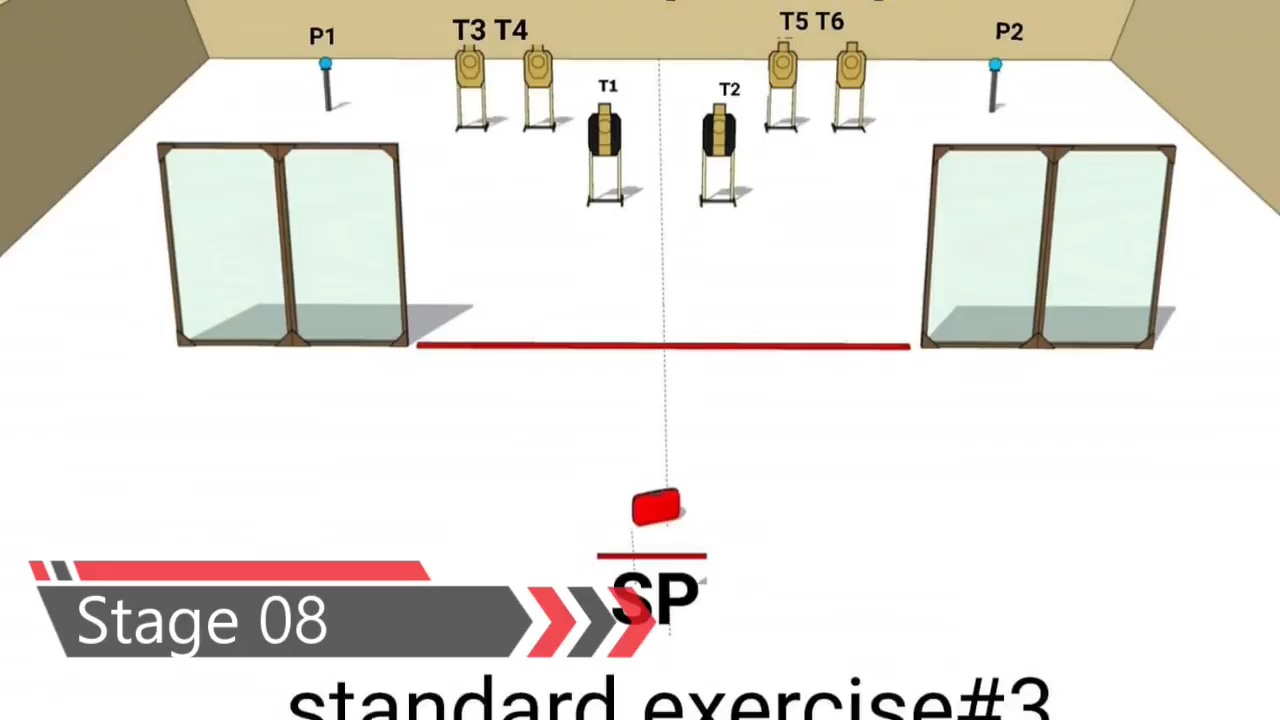 P1
T3 T4
T5 T6
P2
T1
T2
SP
Stage 08
standard exercise#3